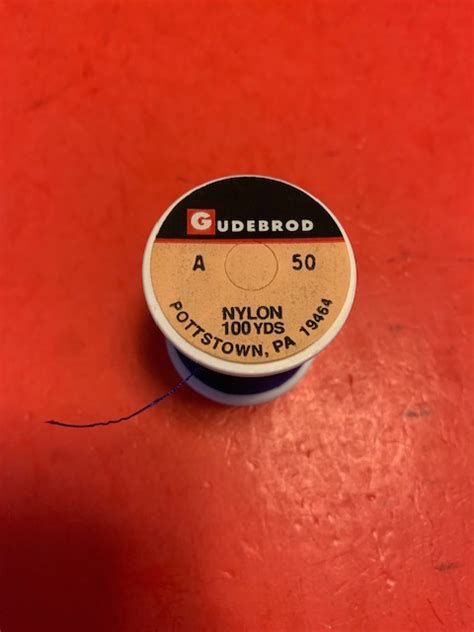 GUDEBROD
A 50
NYLON
100 YDS
POTTSTOWN, PA 19464